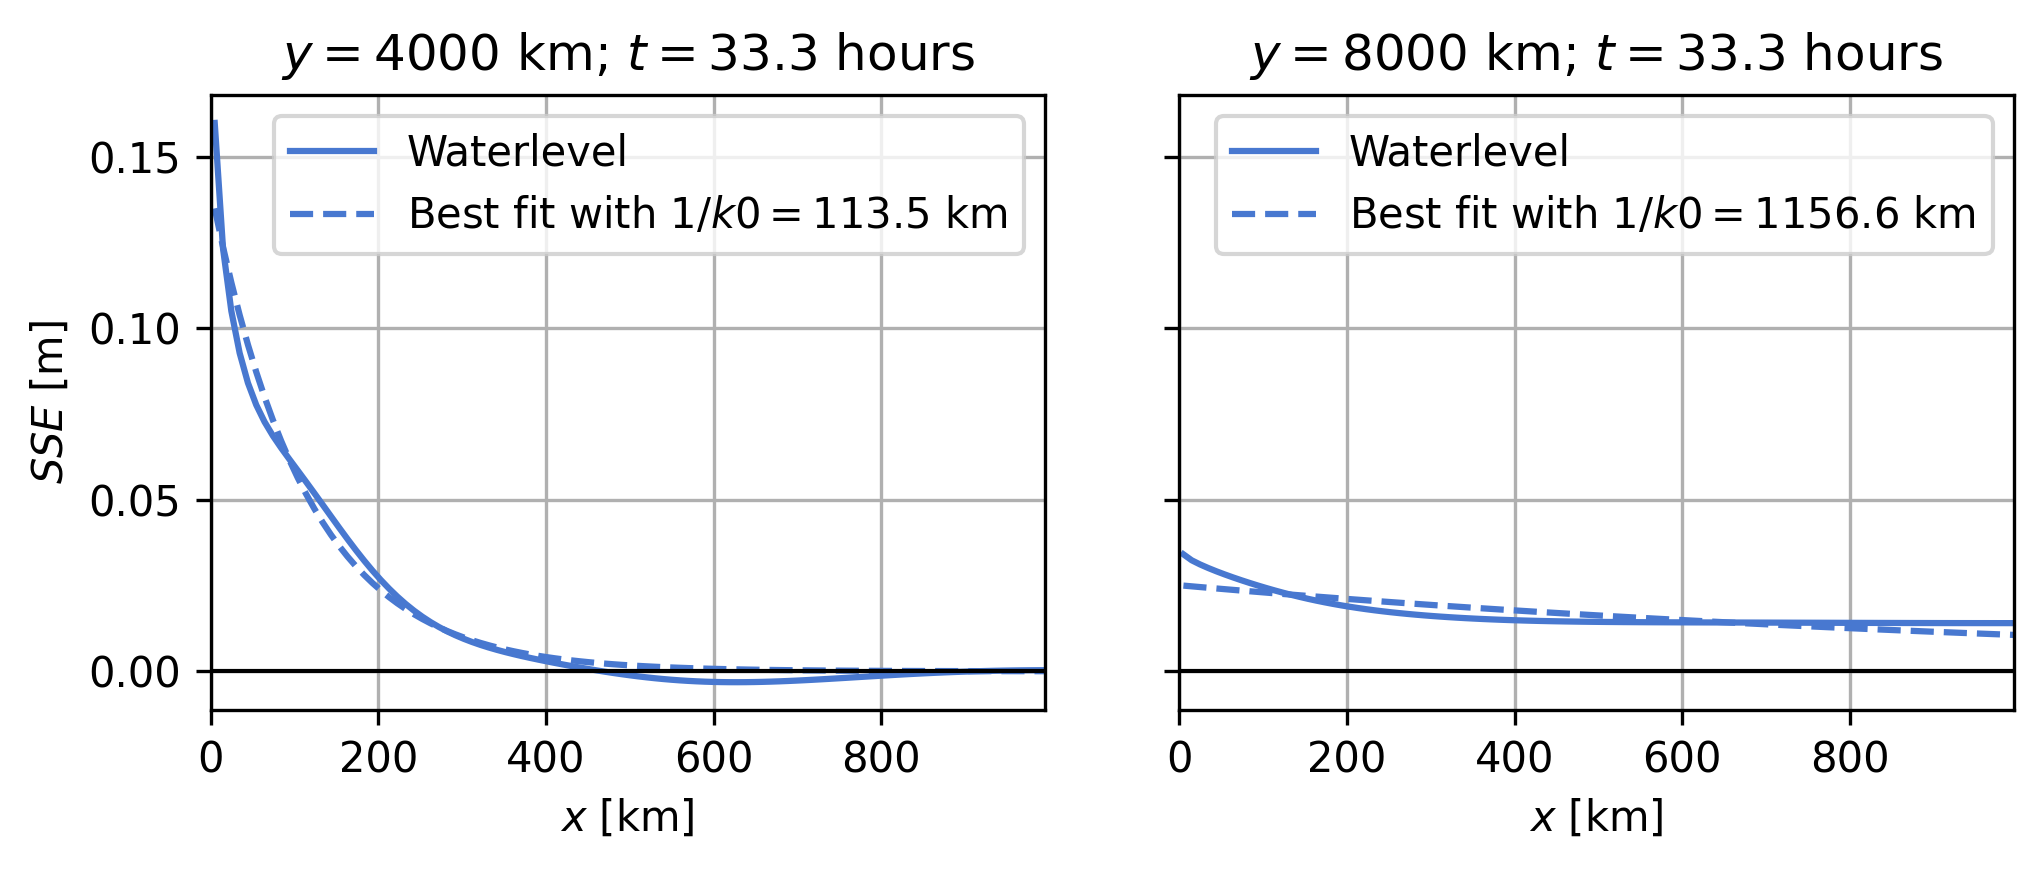 y = 4000 km; t = 33.3 hours
Waterlevel
Best fit with 1/k0 = 113.5 km
0.15
0.10
0.05
0.00
SSE [m]
0 200 400 600 800
x [km]
y = 8000 km; t = 33.3 hours
Waterlevel
Best fit with 1/k0 = 1156.6 km
0 200 400 600 800
x [km]